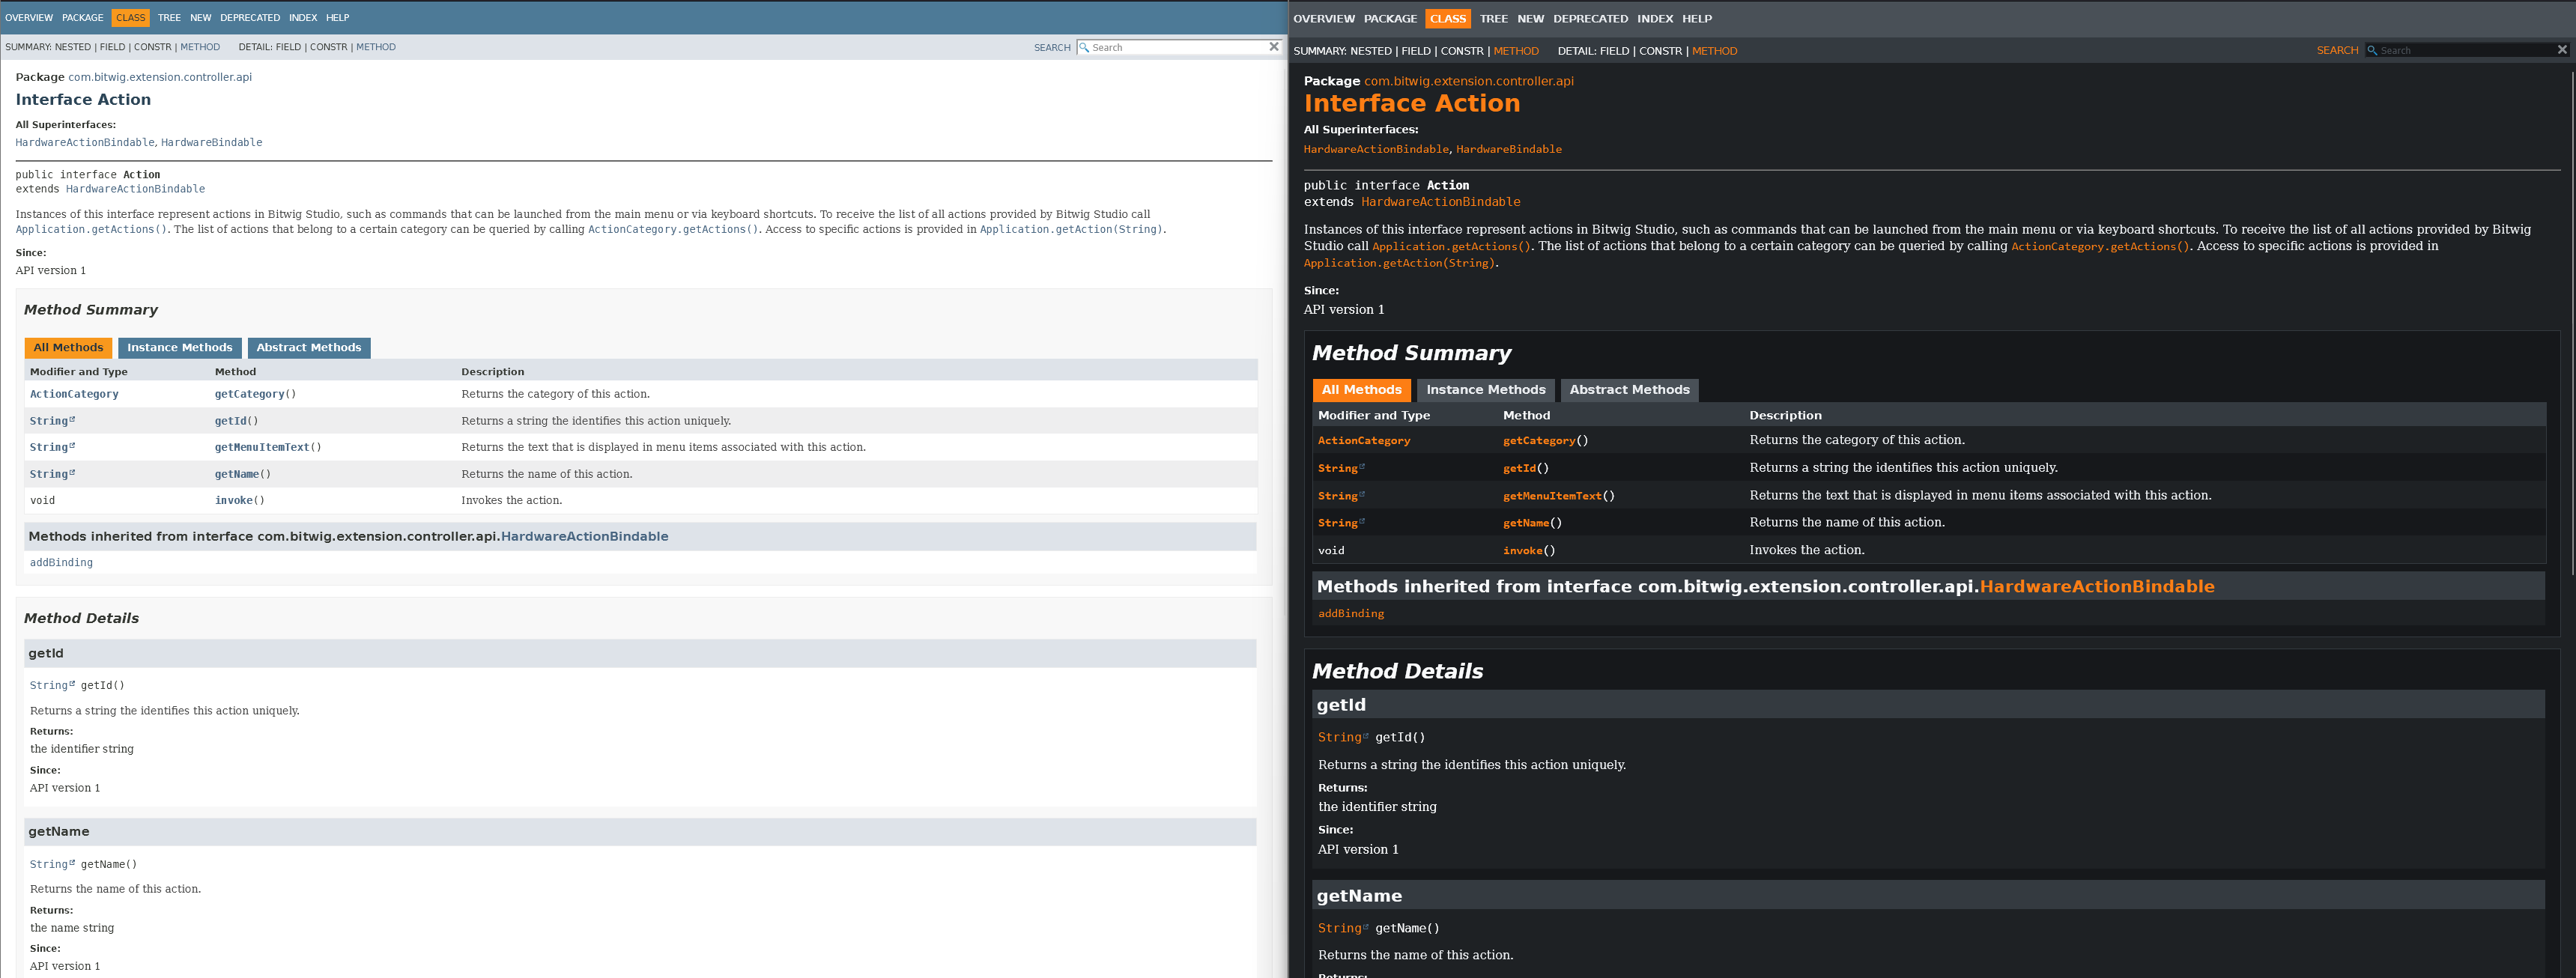 OVERVIEW PACKAGE CLASS TREE NEW DEPRECATED INDEX HELP
SUMMARY: NESTED | FIELD | CONSTR | METHOD DETAIL: FIELD | CONSTR | METHOD SEARCH Search
Package com.bitwig.extension.controller.api
Interface Action
All Superinterfaces:
HardwareActionBindable, HardwareBindable
public interface Action
extends HardwareActionBindable
Instances of this interface represent actions in Bitwig Studio, such as commands that can be launched from the main menu or via keyboard shortcuts. To receive the list of all actions provided by Bitwig Studio call
Application.getActions(). The list of actions that belong to a certain category can be queried by calling ActionCategory.getActions(). Access to specific actions is provided in Application.getAction(String).
Since:
API version 1
Method Summary
All Methods Instance Methods Abstract Methods
Modifier and Type Method Description
ActionCategory getCategory() Returns the category of this action.
String getId() Returns a string the identifies this action uniquely.
String getMenuItemText() Returns the text that is displayed in menu items associated with this action.
String getName() Returns the name of this action.
void invoke() Invokes the action.
Methods inherited from interface com.bitwig.extension.controller.api.HardwareActionBindable
addBinding
Method Details
getId
String getId()
Returns a string the identifies this action uniquely.
Returns:
the identifier string
Since:
API version 1
getName
String getName()
Returns the name of this action.
Returns:
the name string
Since:
API version 1
OVERVIEW PACKAGE CLASS TREE NEW DEPRECATED INDEX HELP
SUMMARY: NESTED | FIELD | CONSTR | METHOD DETAIL: FIELD | CONSTR | METHOD SEARCH Search
Package com.bitwig.extension.controller.api
Interface Action
All Superinterfaces:
HardwareActionBindable, HardwareBindable
public interface Action
extends HardwareActionBindable
Instances of this interface represent actions in Bitwig Studio, such as commands that can be launched from the main menu or via keyboard shortcuts. To receive the list of all actions provided by Bitwig
Studio call Application.getActions(). The list of actions that belong to a certain category can be queried by calling ActionCategory.getActions(). Access to specific actions is provided in
Application.getAction(String).
Since:
API version 1
Method Summary
All Methods Instance Methods Abstract Methods
Modifier and Type Method Description
ActionCategory getCategory() Returns the category of this action.
String getId() Returns a string the identifies this action uniquely.
String getMenuItemText() Returns the text that is displayed in menu items associated with this action.
String getName() Returns the name of this action.
void invoke() Invokes the action.
Methods inherited from interface com.bitwig.extension.controller.api.HardwareActionBindable
addBinding
Method Details
getId
String getId()
Returns a string the identifies this action uniquely.
Returns:
the identifier string
Since:
API version 1
getName
String getName()
Returns the name of this action.
Returns: